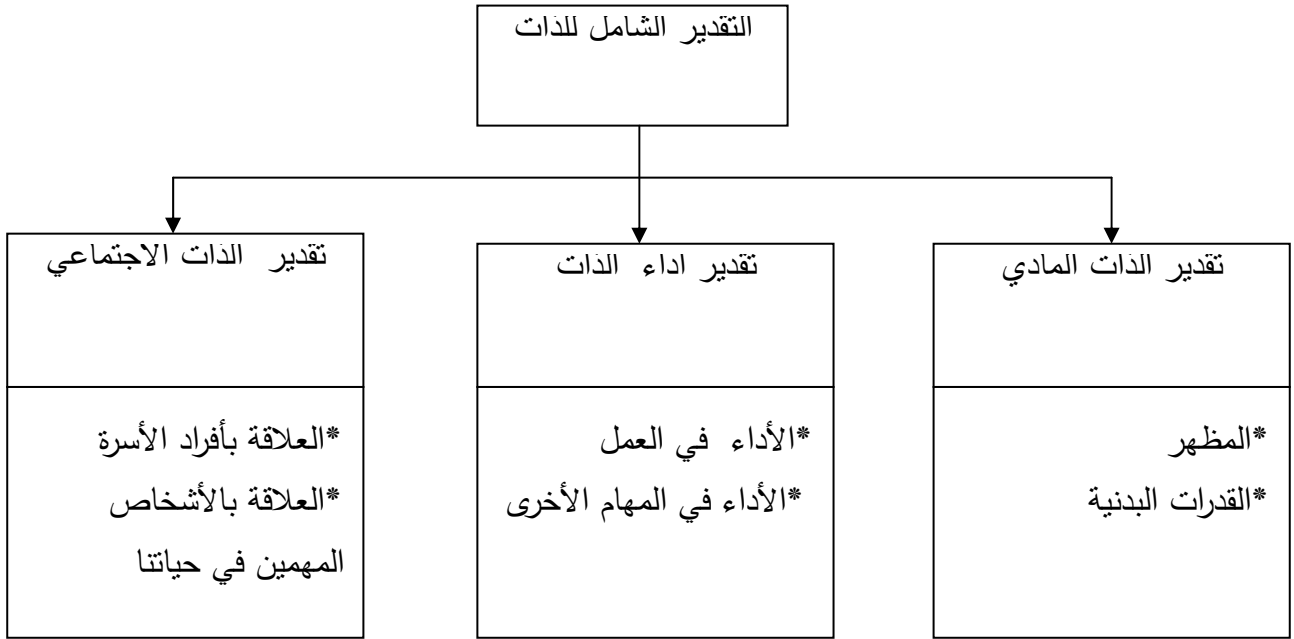 التقدير الشامل للذات
تقدير الذات المادي
*المظهر
*القدرات البدنية
تقدير اداء الذات
*الأداء في العمل
*الأداء في المهام الأخرى
تقدير الذات الاجتماعي
*العلاقة بأفراد الأسرة
*العلاقة بالأشخاص
المهمين في حياتنا